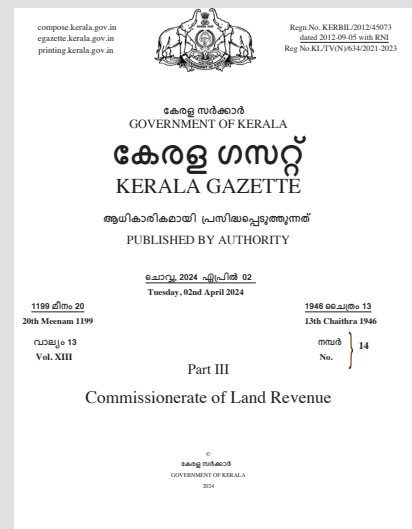 compose.kerala.gov.in
egazette.kerala.gov.in
printing.kerala.gov.in
Regn.No. KERBIL/2012/45073
dated 2012-09-05 with RNI
Reg No.KL/TV(N)/634/2021-2023
കേരള സർക്കാർ
GOVERNMENT OF KERALA
കേരള ഗസറ്റ്
KERALA GAZETTE
ആധികാരികമായി പ്രസിദ്ധപ്പെടുത്തുന്നത്
PUBLISHED BY AUTHORITY
ചൊവ്വ, 2024 ഏപ്രിൽ 02
Tuesday, 02nd April 2024
1199 മീനം 20
20th Meenam 1199
1946 ചൈത്രം 13
13th Chaithra 1946
വാല്യം 13
Vol. XIII
നമ്പർ
No.
14
Part III
Commissionerate of Land Revenue
©
കേരള സർക്കാർ
GOVERNMENT OF KERALA
2024